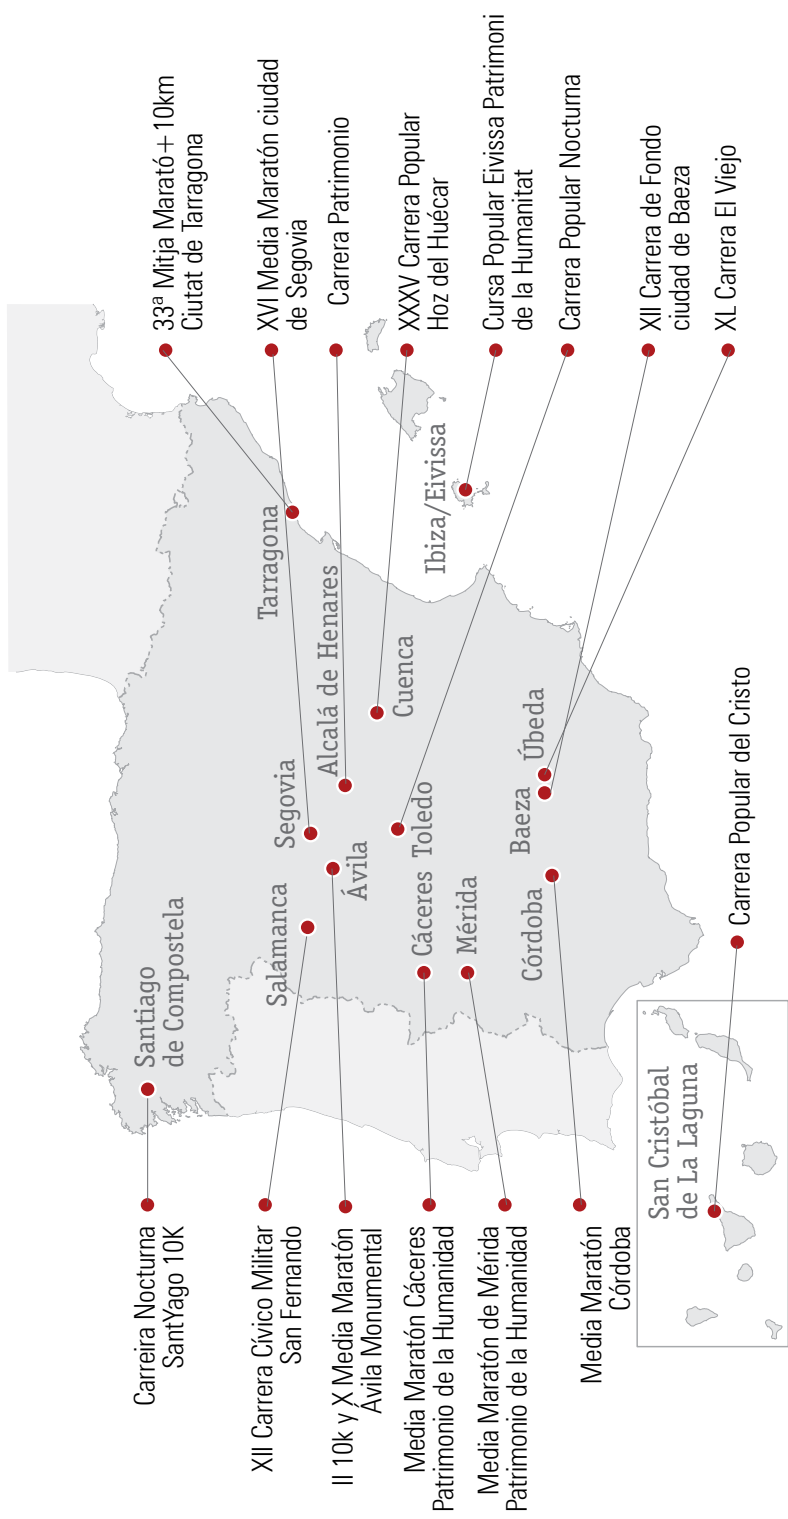 Carreira Nocturna
SantYago 10K
XII Carrera Cívico Militar
San Fernando
II 10k y X Media Maratón
Ávila Monumental
Media Maratón Cáceres
Patrimonio de la Humanidad
Media Maratón de Mérida
Patrimonio de la Humanidad
Media Maratón
Córdoba
Santiago
de Compostela
Salamanca
Ávila
Segovia
Cáceres
Mérida
Toledo
Córdoba
Baeza
Úbeda
Alcalá de Henares
Cuenca
Tarragona
Ibiza/Eivissa
San Cristóbal
de La Laguna
33ª Mitja Marató+10km
Ciutat de Tarragona
XVI Media Maratón ciudad
de Segovia
Carrera Patrimonio
XXXV Carrera Popular
Hoz del Huécar
Cursa Popular Eivissa Patrimoni
de la Humanitat
Carrera Popular Nocturna
XII Carrera de Fondo
ciudad de Baeza
XL Carrera El Viejo
Carrera Popular del Cristo